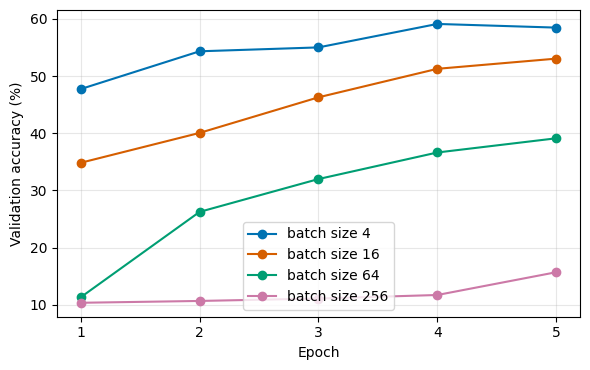 60
50
40
30
20
10
Validation accuracy (%)
batch size 4
batch size 16
batch size 64
batch size 256
1
2
3
4
5
Epoch